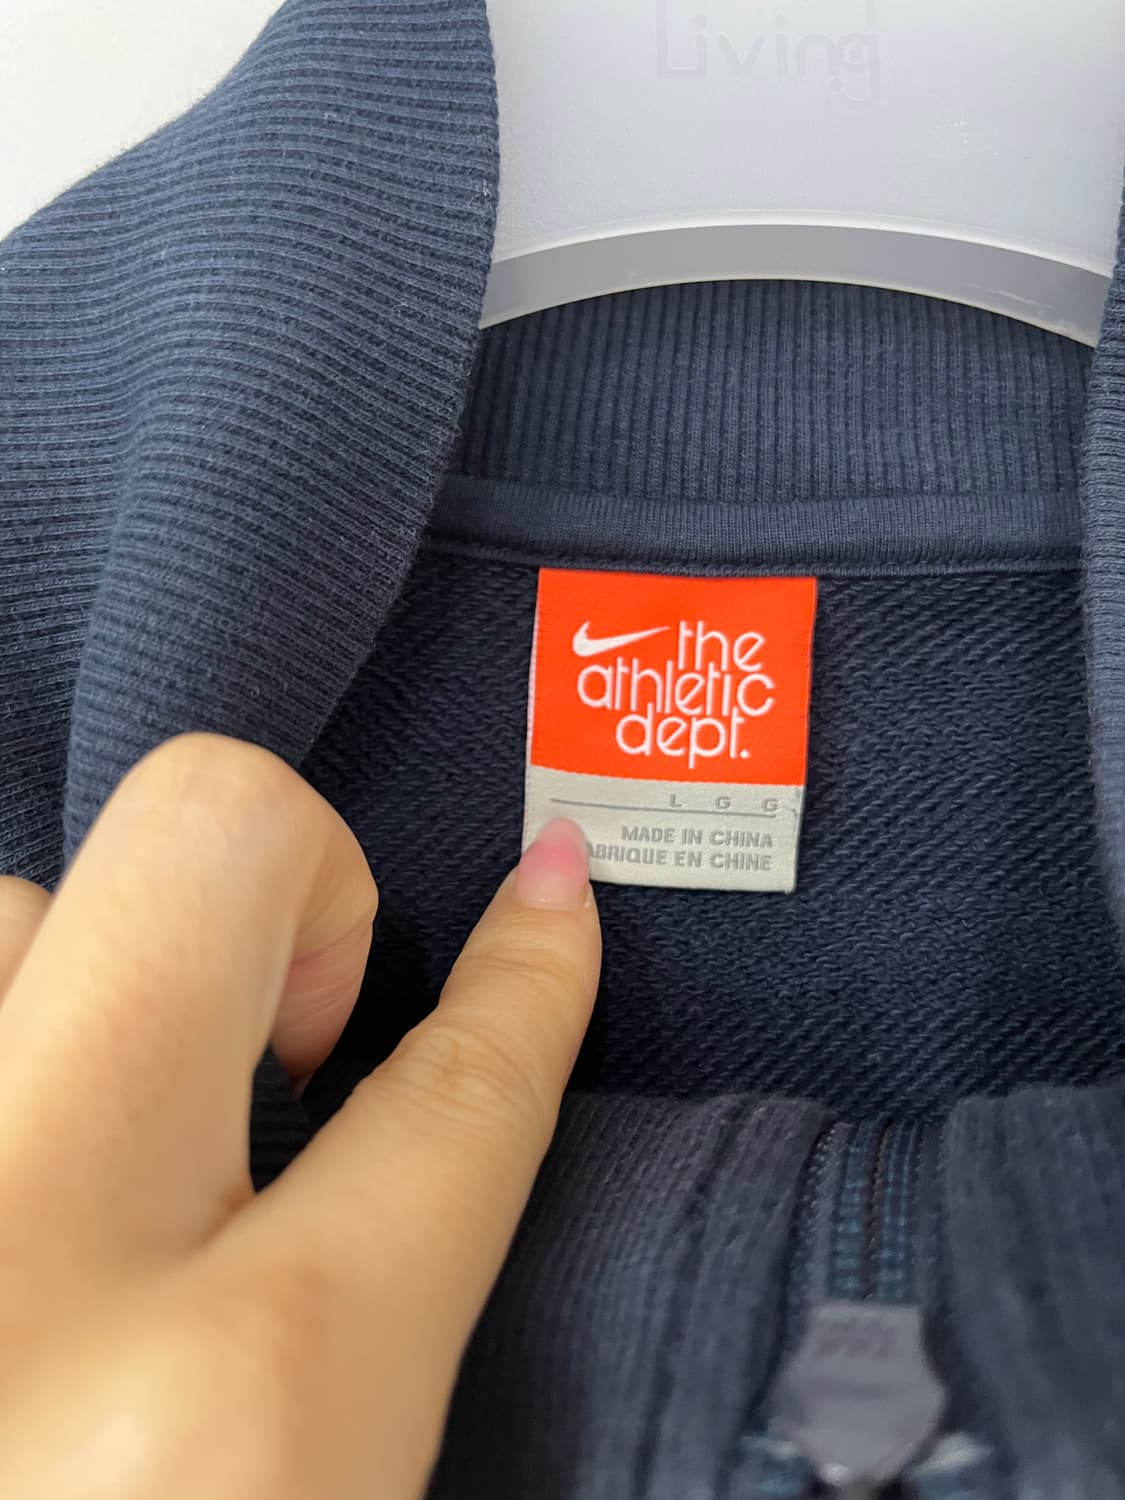 Living
the
athletic
dept.
L G G
MADE IN CHINA
ABRIQUE EN CHINE